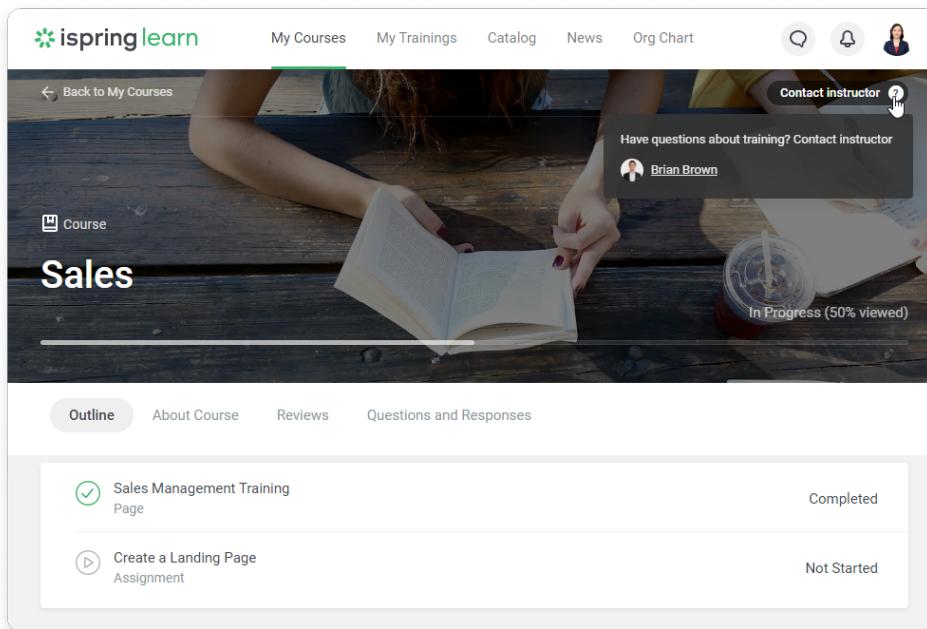 ispring learn
My Courses
My Trainings
Catalog
News
Org Chart
Back to My Courses
Contact instructor ?
Have questions about training? Contact instructor
Brian Brown
Course
Sales
In Progress (50% viewed)
Outline
About Course
Reviews
Questions and Responses
Sales Management Training
Page
Completed
Create a Landing Page
Assignment
Not Started